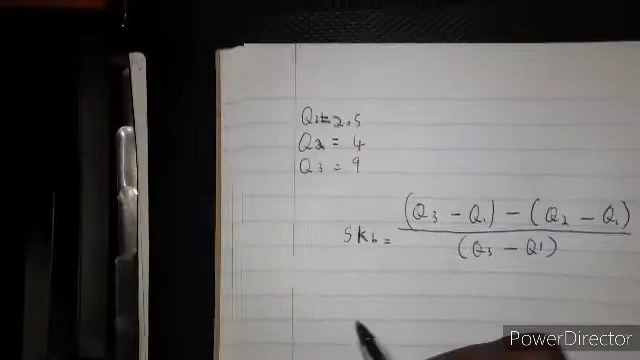 Q1=2.5
Q2 = 4
Q3 = 9
SKb = (Q3 - Q1) - (Q2 - Q1)
(Q3 - Q1)
PowerDirector